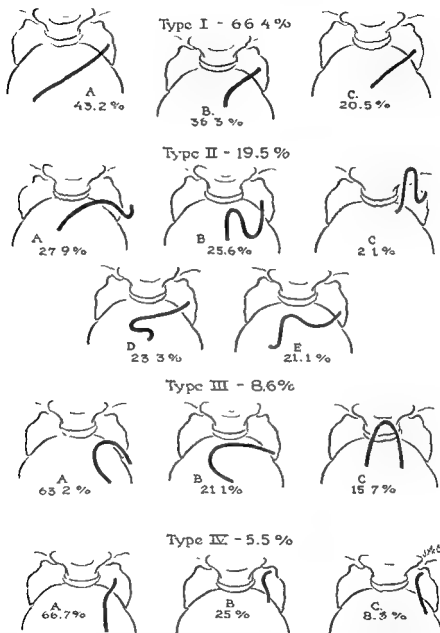 Type I - 66 4%
A
43.2%
B.
36 3%
C.
20.5%
Type II - 19.5%
A
27 9%
B
25.6%
C
2 1%
D
23 3%
E
21.1%
Type III - 8.6%
A
63 2%
B
21 1%
C
15 7%
Type IV - 5.5%
A.
66.7%
B
25%
C.
8.3%